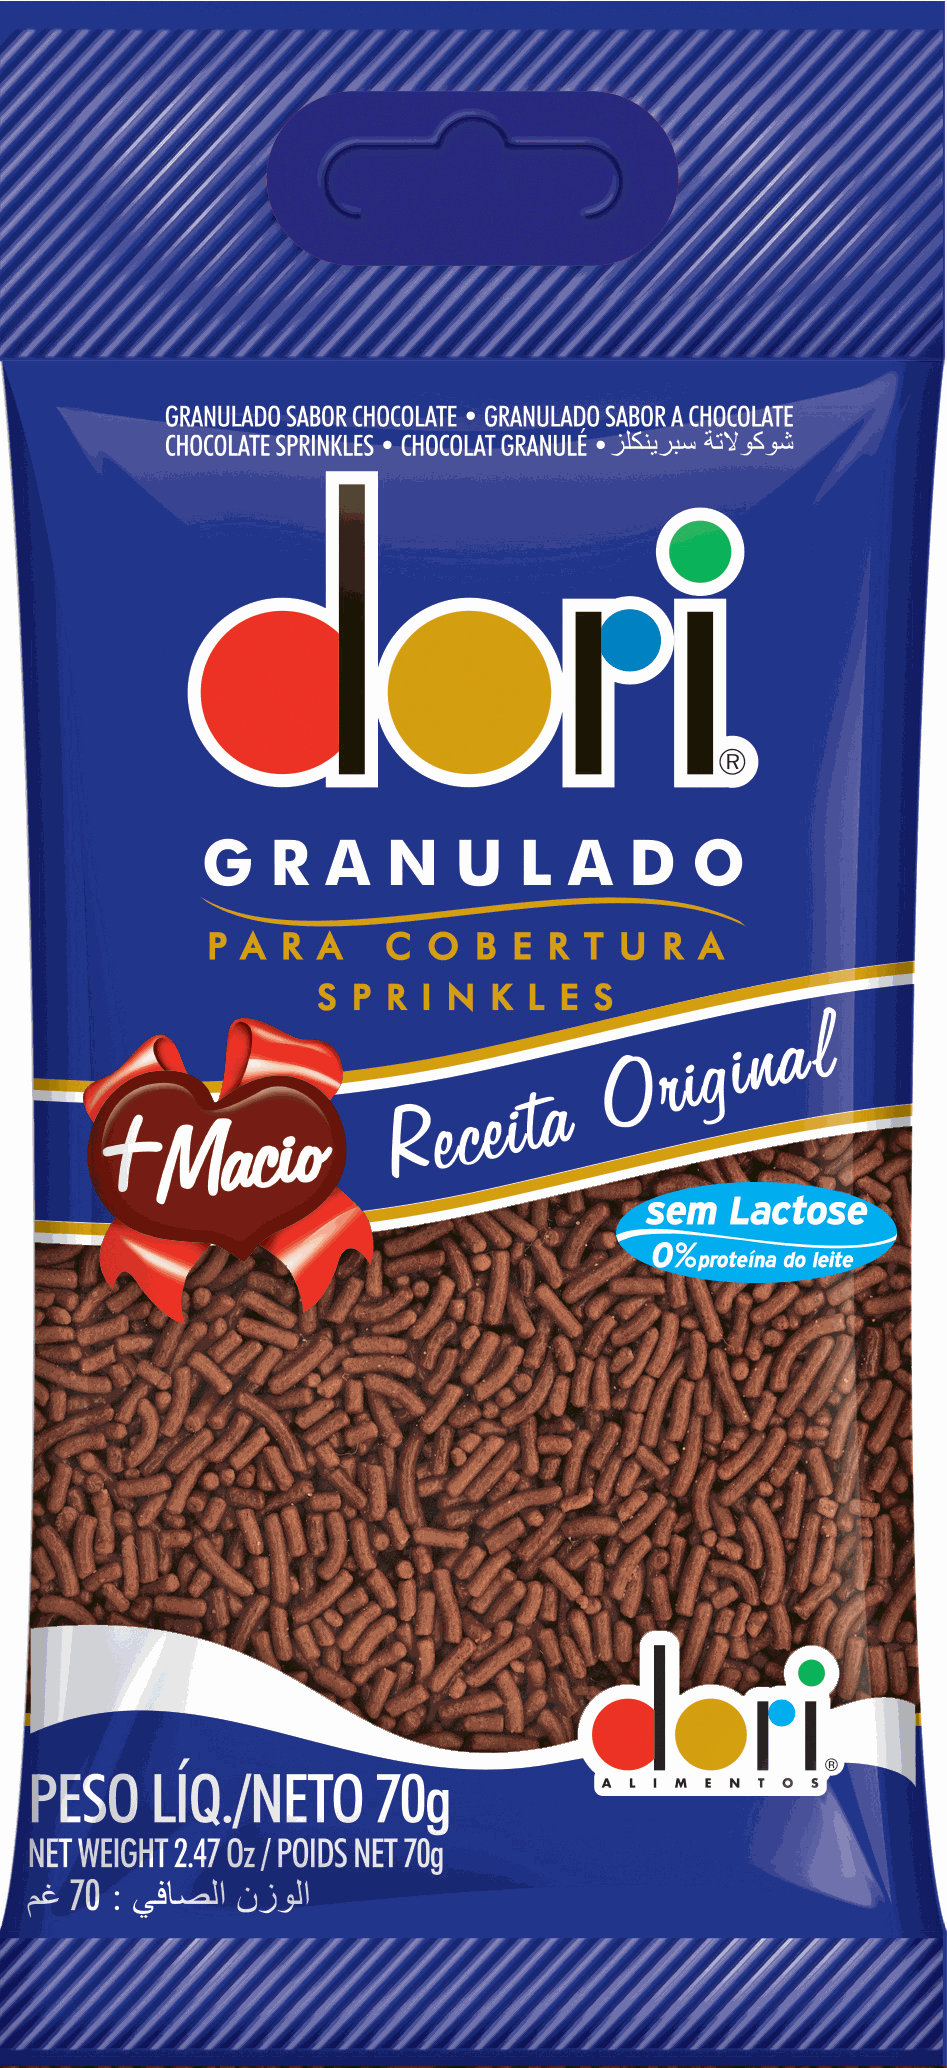 GRANULADO SABOR CHOCOLATE • GRANULADO SABOR A CHOCOLATE
CHOCOLATE SPRINKLES • CHOCOLAT GRANULÉ • شوكولاتة سبرينكلز
dori®
GRANULADO
PARA COBERTURA
SPRINKLES
Receita Original
+Macio
sem Lactose
0% proteína do leite
dori®
ALIMENTOS
PESO LÍQ./NETO 70g
NET WEIGHT 2.47 Oz / POIDS NET 70g
الوزن الصافي : 70 غم